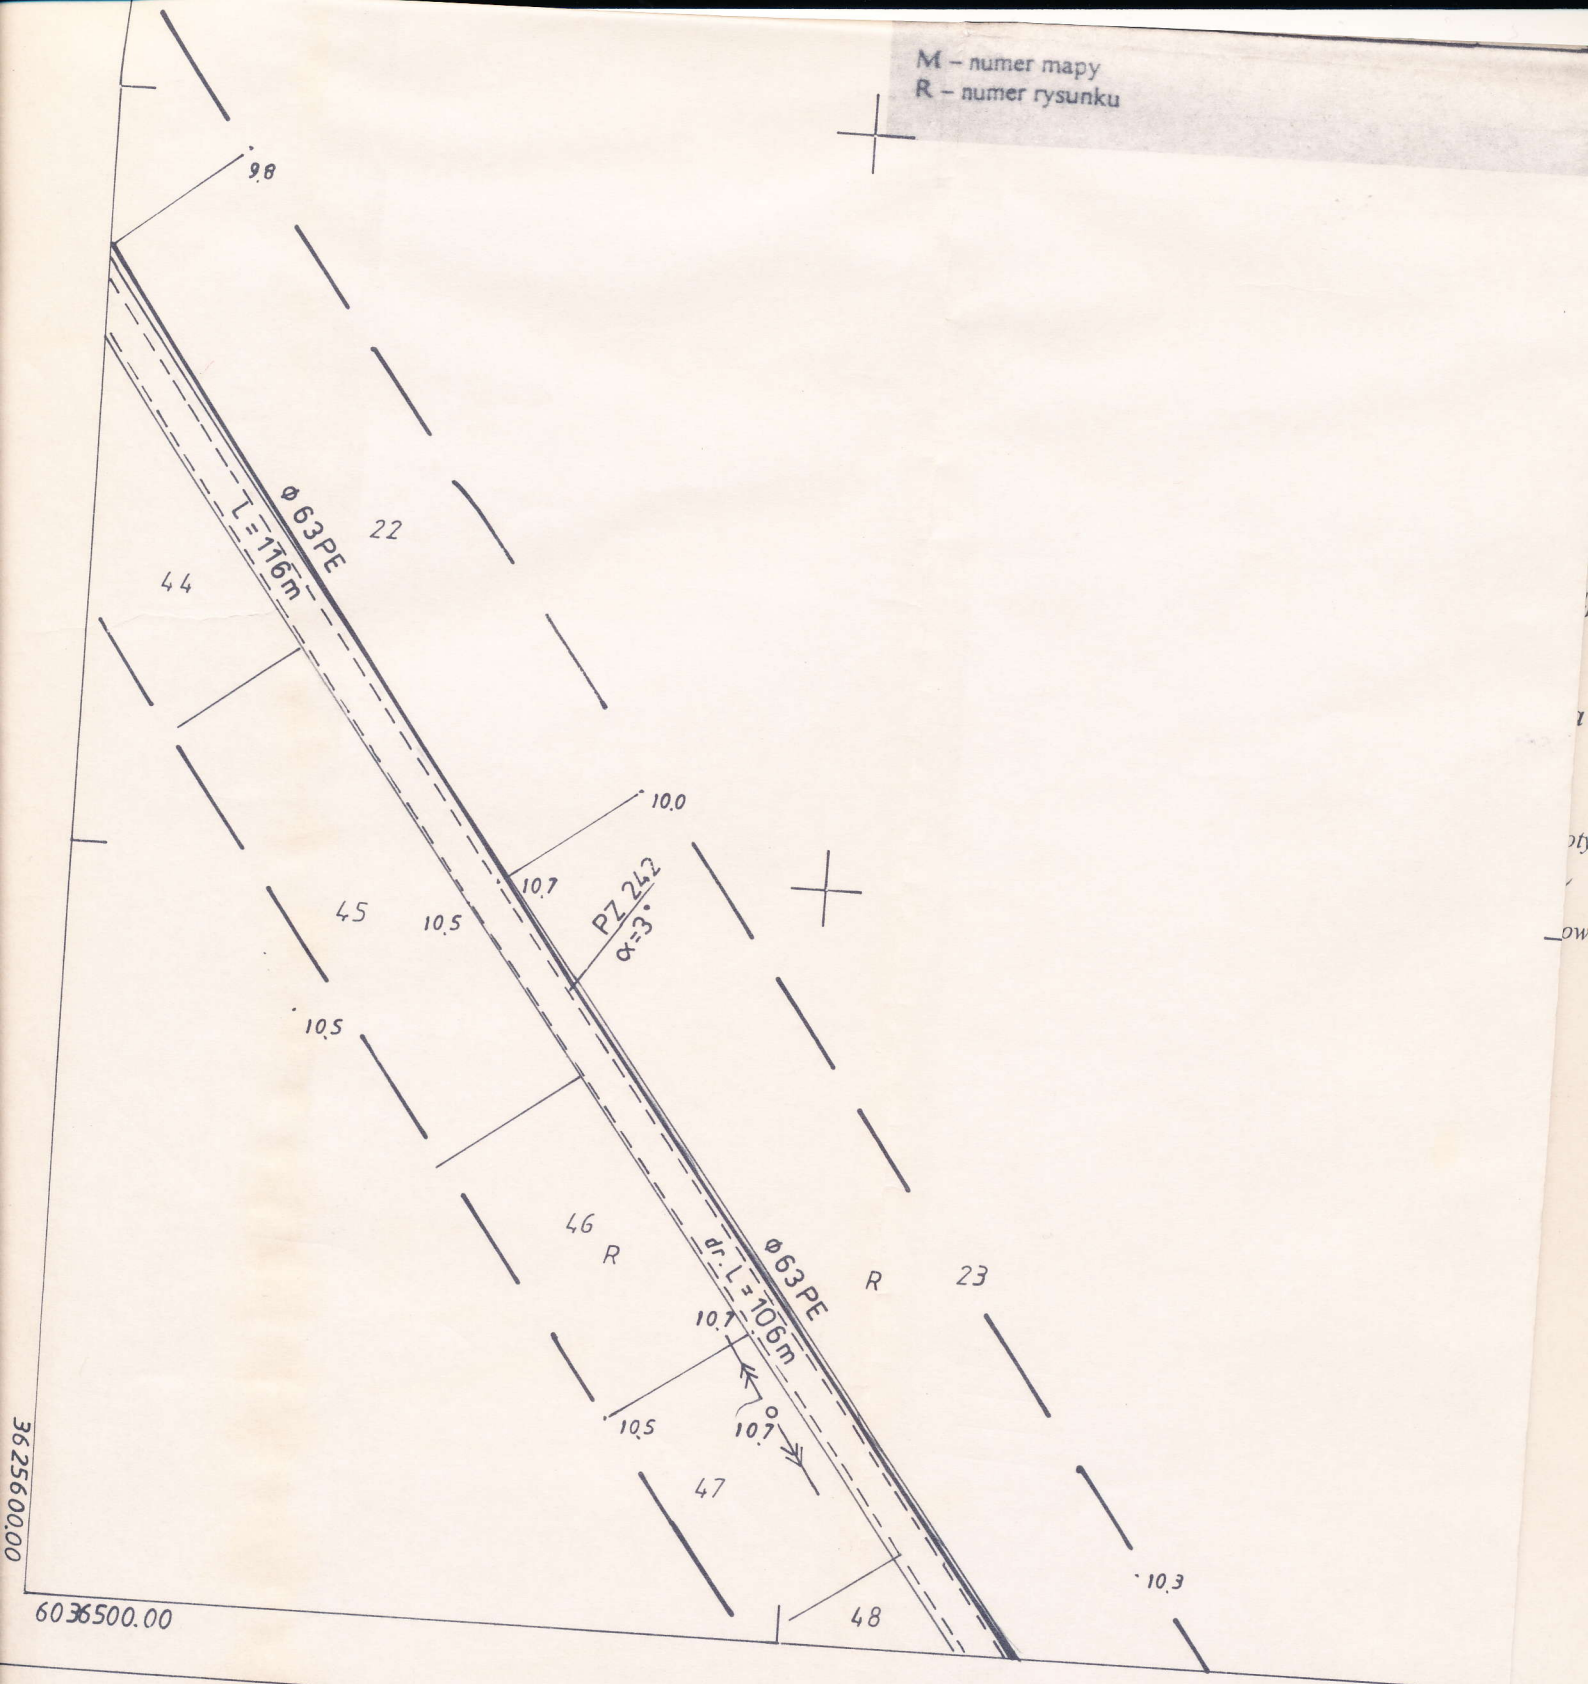 M – numer mapy
R – numer rysunku
9.8
ø 63PE
L=116m
22
44
10.0
10.7
PZ 242
α=3°
45
10.5
10.5
46
R
ø63PE
dr. L=106m
R
23
10.7
10.5
10.7
47
10.3
48
3625600.00
6036500.00